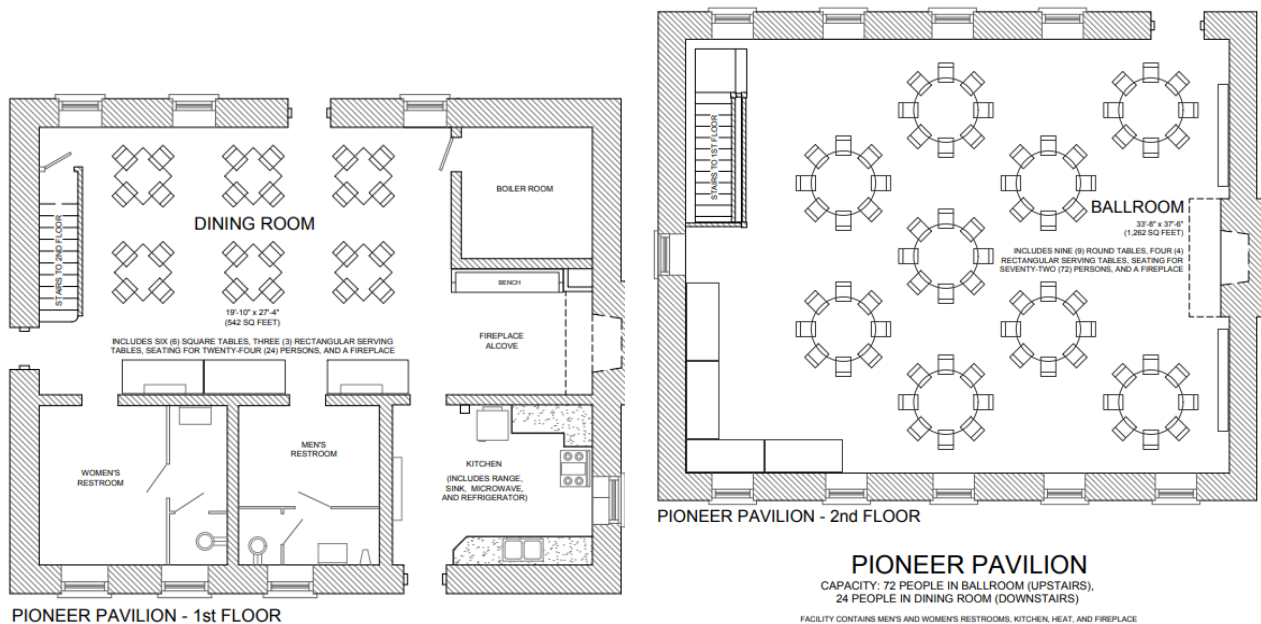 STAIRS TO 2ND FLOOR
DINING ROOM
19'-10" x 27'-4"
(542 SQ FEET)
INCLUDES SIX (6) SQUARE TABLES, THREE (3) RECTANGULAR SERVING
TABLES, SEATING FOR TWENTY-FOUR (24) PERSONS, AND A FIREPLACE
BOILER ROOM
BENCH
FIREPLACE
ALCOVE
WOMEN'S
RESTROOM
MEN'S
RESTROOM
KITCHEN
(INCLUDES RANGE,
SINK, MICROWAVE,
AND REFRIGERATOR)
PIONEER PAVILION - 1st FLOOR
STAIRS TO 1ST FLOOR
BALLROOM
33'-8" x 37'-6"
(1,262 SQ FEET)
INCLUDES NINE (9) ROUND TABLES, FOUR (4)
RECTANGULAR SERVING TABLES, SEATING FOR
SEVENTY-TWO (72) PERSONS, AND A FIREPLACE
PIONEER PAVILION - 2nd FLOOR
PIONEER PAVILION
CAPACITY: 72 PEOPLE IN BALLROOM (UPSTAIRS),
24 PEOPLE IN DINING ROOM (DOWNSTAIRS)
FACILITY CONTAINS MEN'S AND WOMEN'S RESTROOMS, KITCHEN, HEAT, AND FIREPLACE